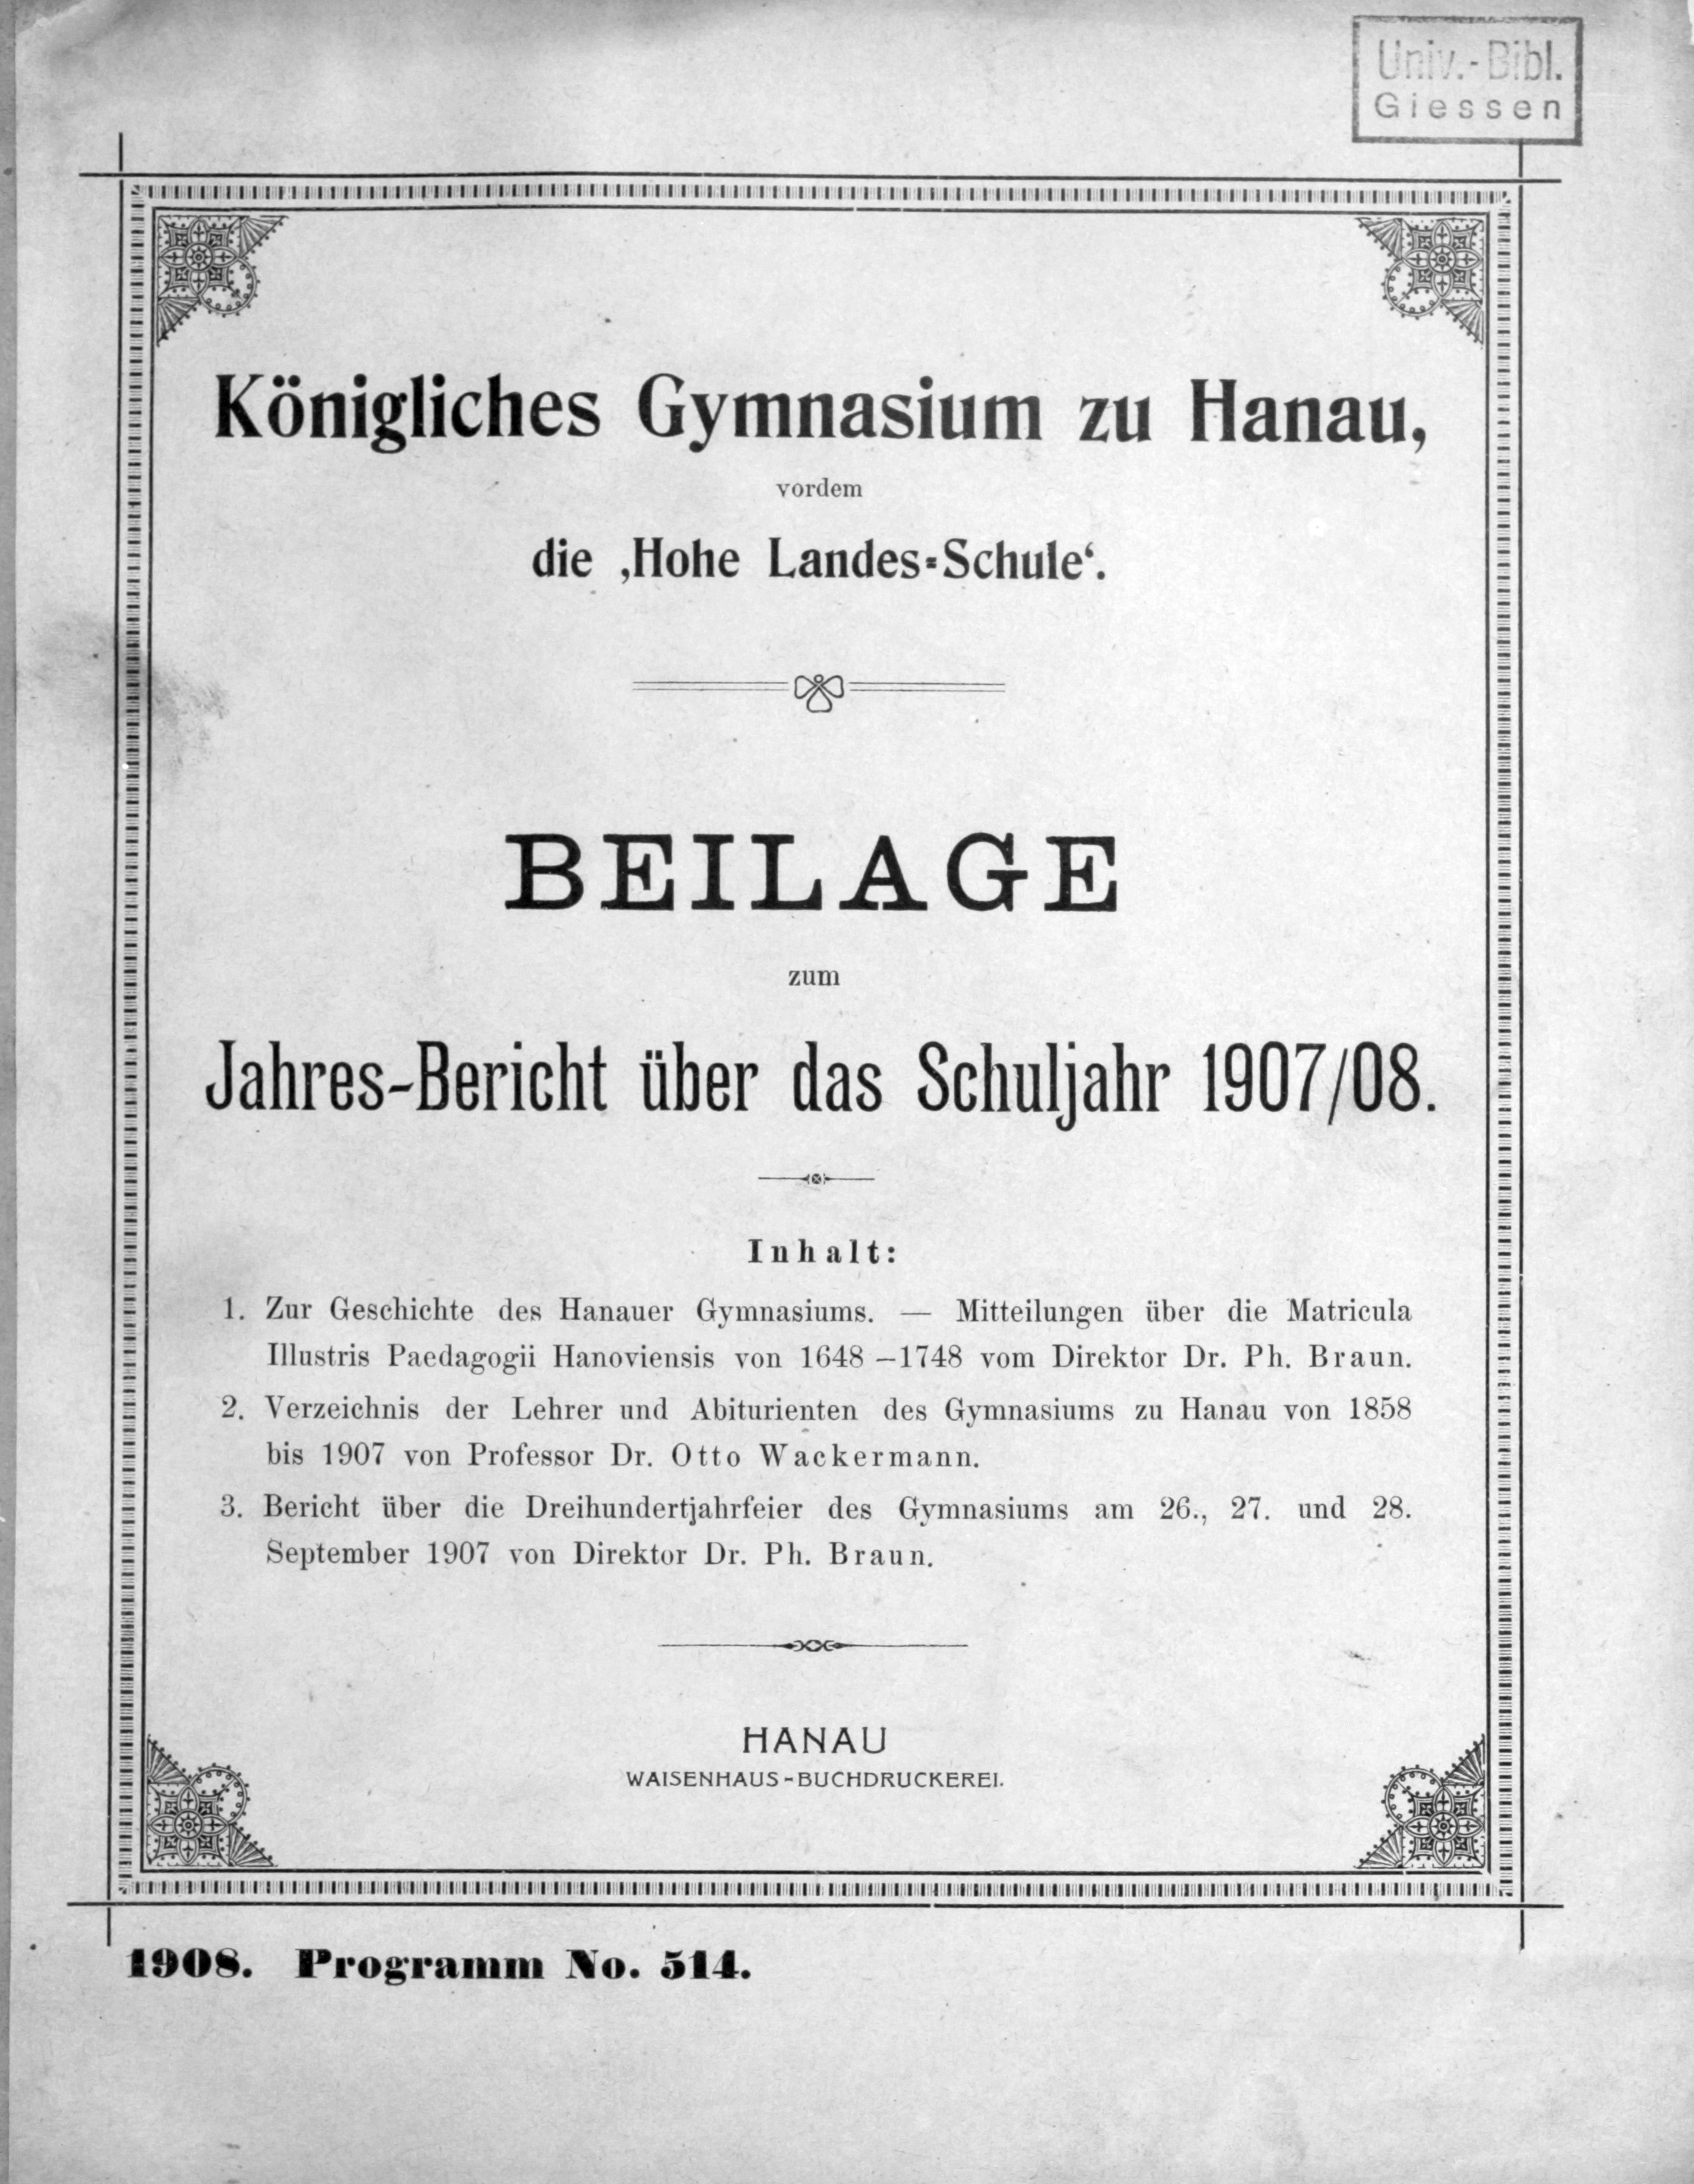 Univ.-Bibl.
Giessen
Königliches Gymnasium zu Hanau,
vordem
die ‚Hohe Landes-Schule‘.
BEILAGE
zum
Jahres-Bericht über das Schuljahr 1907/08.
Inhalt:
1. Zur Geschichte des Hanauer Gymnasiums. — Mitteilungen über die Matricula
Illustris Paedagogii Hanoviensis von 1648–1748 vom Direktor Dr. Ph. Braun.
2. Verzeichnis der Lehrer und Abiturienten des Gymnasiums zu Hanau von 1858
bis 1907 von Professor Dr. Otto Wackermann.
3. Bericht über die Dreihundertjahrfeier des Gymnasiums am 26., 27. und 28.
September 1907 von Direktor Dr. Ph. Braun.
HANAU
WAISENHAUS-BUCHDRUCKEREI.
1908. Programm No. 514.